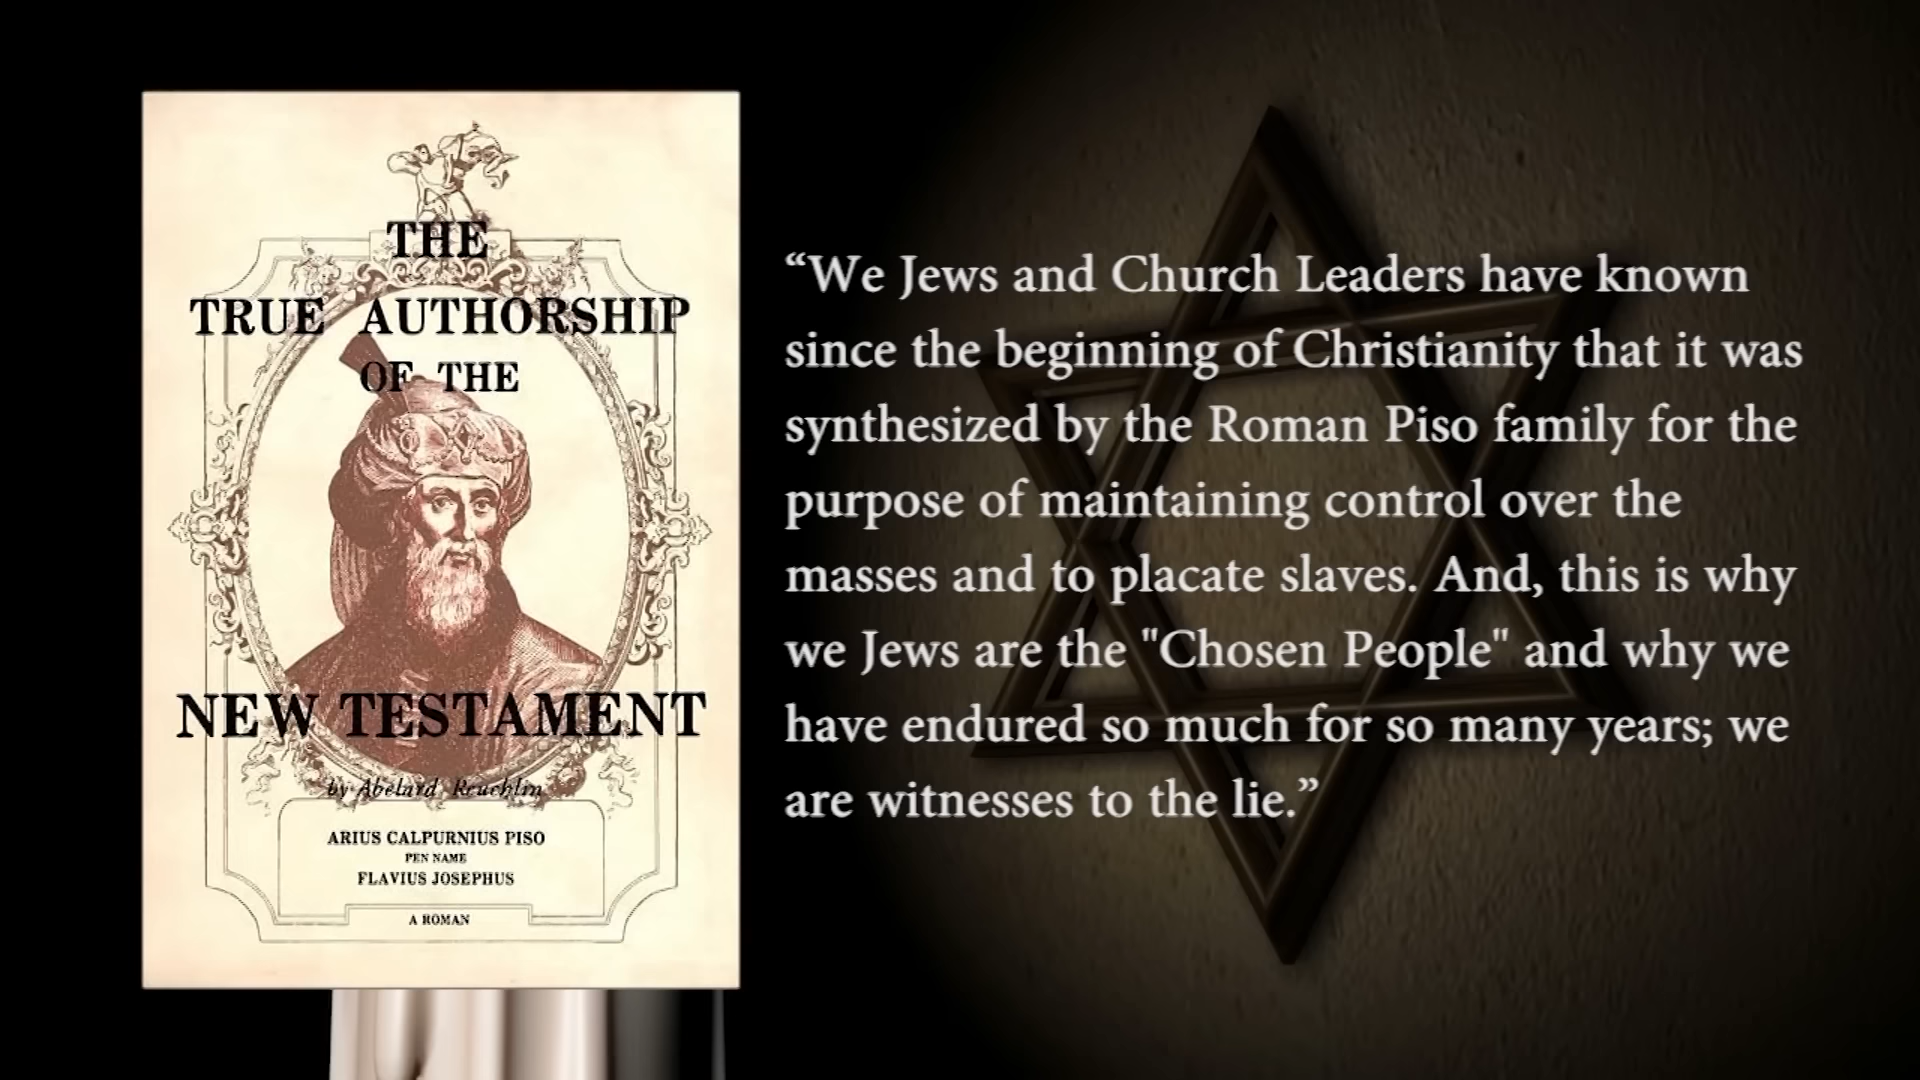 THE
TRUE AUTHORSHIP
OF THE
NEW TESTAMENT
by Abelard Reuchlin
ARIUS CALPURNIUS PISO
PEN NAME
FLAVIUS JOSEPHUS
A ROMAN
“We Jews and Church Leaders have known
since the beginning of Christianity that it was
synthesized by the Roman Piso family for the
purpose of maintaining control over the
masses and to placate slaves. And, this is why
we Jews are the "Chosen People" and why we
have endured so much for so many years; we
are witnesses to the lie.”